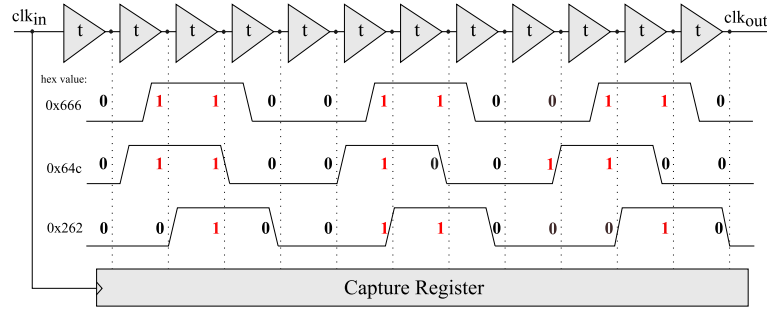 clkin
clkout
t t t t t t t t t t t t
hex value:
0x666 0 1 1 0 0 1 1 0 0 1 1 0
0x64c 0 1 1 0 0 1 0 0 1 1 0 0
0x262 0 0 1 0 0 1 1 0 0 0 1 0
Capture Register